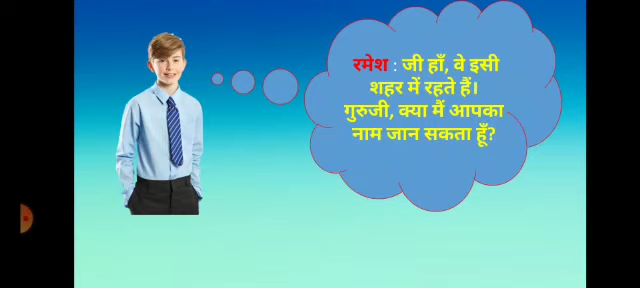 रमेश : जी हाँ, वे इसी
शहर में रहते हैं।
गुरुजी, क्या मैं आपका
नाम जान सकता हूँ?